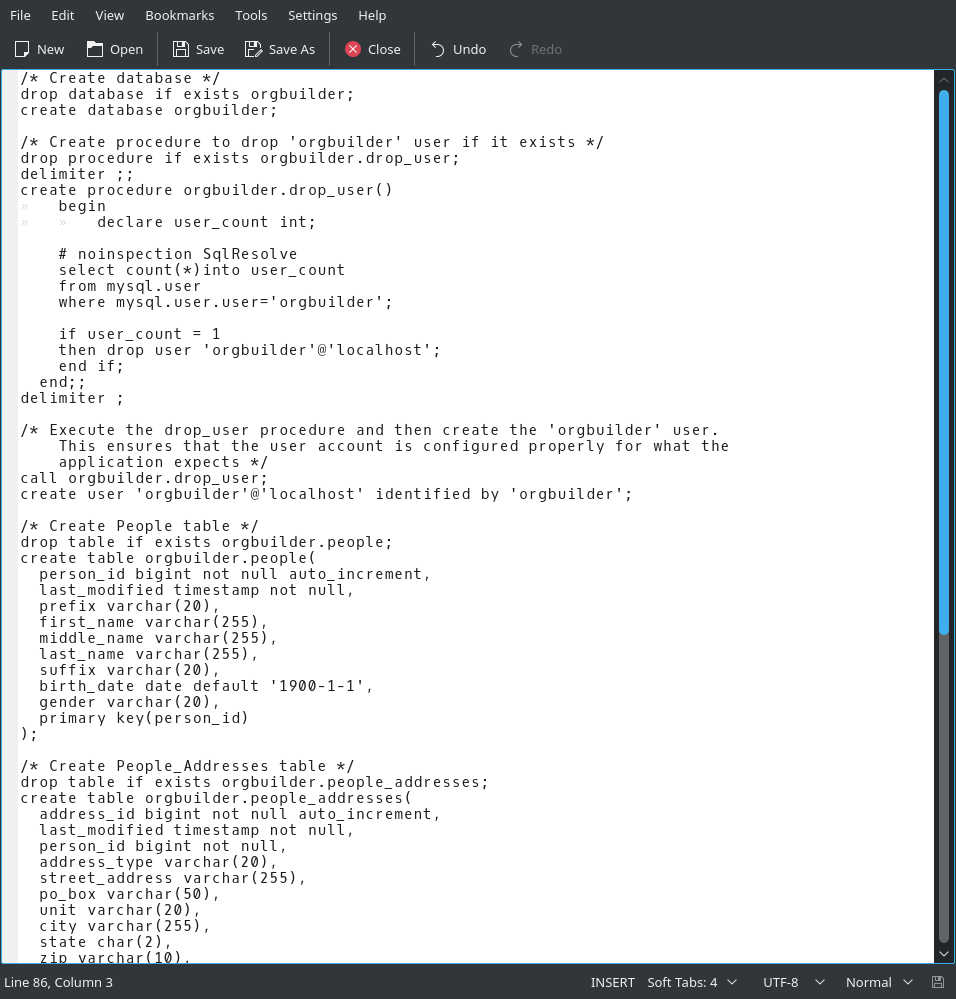 File Edit View Bookmarks Tools Settings Help
New Open Save Save As Close Undo Redo
/* Create database */
drop database if exists orgbuilder;
create database orgbuilder;

/* Create procedure to drop 'orgbuilder' user if it exists */
drop procedure if exists orgbuilder.drop_user;
delimiter ;;
create procedure orgbuilder.drop_user()
»   begin
»   »   declare user_count int;

    # noinspection SqlResolve
    select count(*)into user_count
    from mysql.user
    where mysql.user.user='orgbuilder';

    if user_count = 1
    then drop user 'orgbuilder'@'localhost';
    end if;
  end;;
delimiter ;

/* Execute the drop_user procedure and then create the 'orgbuilder' user.
    This ensures that the user account is configured properly for what the
    application expects */
call orgbuilder.drop_user;
create user 'orgbuilder'@'localhost' identified by 'orgbuilder';

/* Create People table */
drop table if exists orgbuilder.people;
create table orgbuilder.people(
  person_id bigint not null auto_increment,
  last_modified timestamp not null,
  prefix varchar(20),
  first_name varchar(255),
  middle_name varchar(255),
  last_name varchar(255),
  suffix varchar(20),
  birth_date date default '1900-1-1',
  gender varchar(20),
  primary key(person_id)
);

/* Create People_Addresses table */
drop table if exists orgbuilder.people_addresses;
create table orgbuilder.people_addresses(
  address_id bigint not null auto_increment,
  last_modified timestamp not null,
  person_id bigint not null,
  address_type varchar(20),
  street_address varchar(255),
  po_box varchar(50),
  unit varchar(20),
  city varchar(255),
  state char(2),
  zip varchar(10),
Line 86, Column 3 INSERT Soft Tabs: 4 UTF-8 Normal